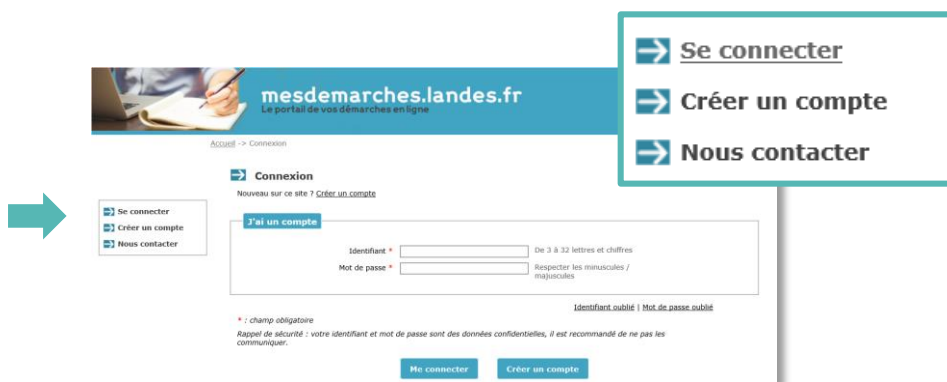 Se connecter
Créer un compte
Nous contacter
mesdemarches.landes.fr
Le portail de vos démarches en ligne
Accueil -> Connexion
Connexion
Nouveau sur ce site ? Créer un compte
Se connecter
Créer un compte
Nous contacter
J'ai un compte
Identifiant * De 3 à 32 lettres et chiffres
Mot de passe * Respecter les minuscules /
majuscules
Identifiant oublié | Mot de passe oublié
* : champ obligatoire
Rappel de sécurité : votre identifiant et mot de passe sont des données confidentielles, il est recommandé de ne pas les
communiquer.
Me connecter Créer un compte